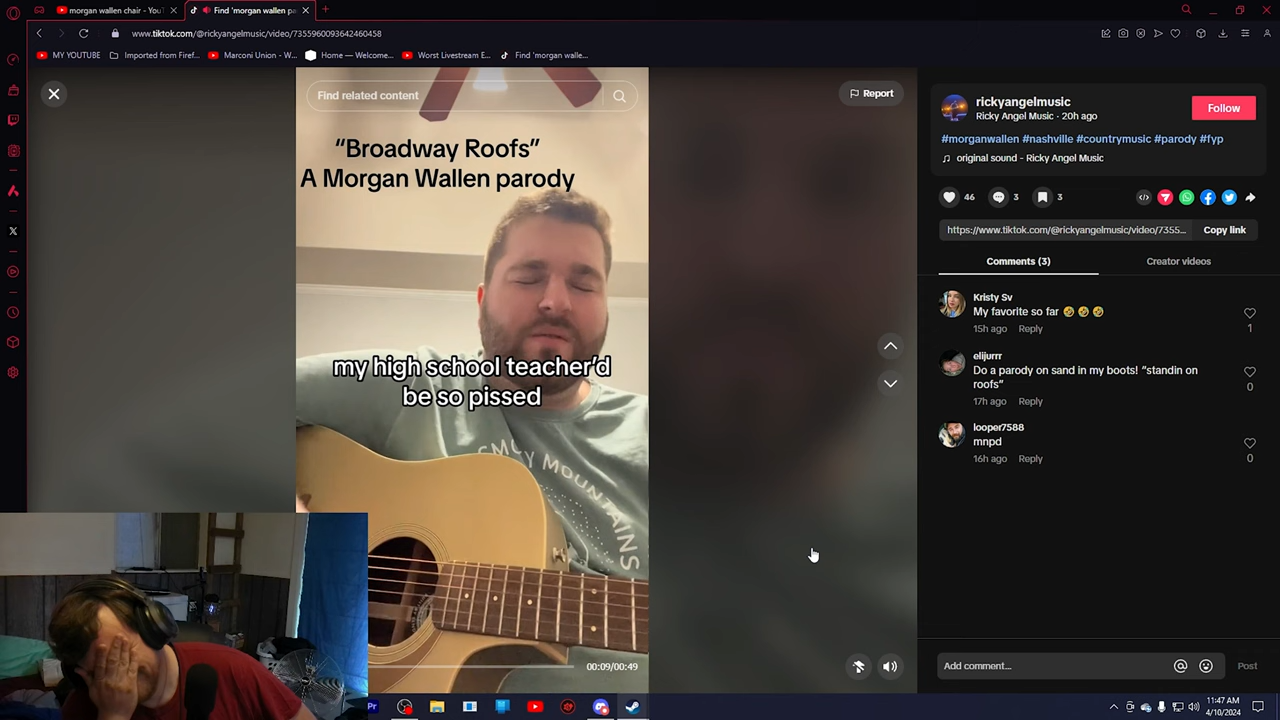 morgan wallen chair - You
Find 'morgan wallen pa
www.tiktok.com/@rickyangelmusic/video/7355960093642460458
MY YOUTUBE
Imported from Firef...
Marconi Union - W...
Home — Welcome...
Worst Livestream E...
Find 'morgan walle...
Find related content
Report
"Broadway Roofs"
A Morgan Wallen parody
my high school teacher'd
be so pissed
SMOKY MOUNTAINS
00:09/00:49
rickyangelmusic
Ricky Angel Music · 20h ago
Follow
#morganwallen #nashville #countrymusic #parody #fyp
original sound - Ricky Angel Music
46
3
3
https://www.tiktok.com/@rickyangelmusic/video/7355...
Copy link
Comments (3)
Creator videos
Kristy Sv
My favorite so far 🤣 🤣 🤣
15h ago Reply
1
elijurrr
Do a parody on sand in my boots! "standin on
roofs"
17h ago Reply
0
looper7588
mnpd
16h ago Reply
0
Add comment...
Post
Pr
11:47 AM
4/10/2024